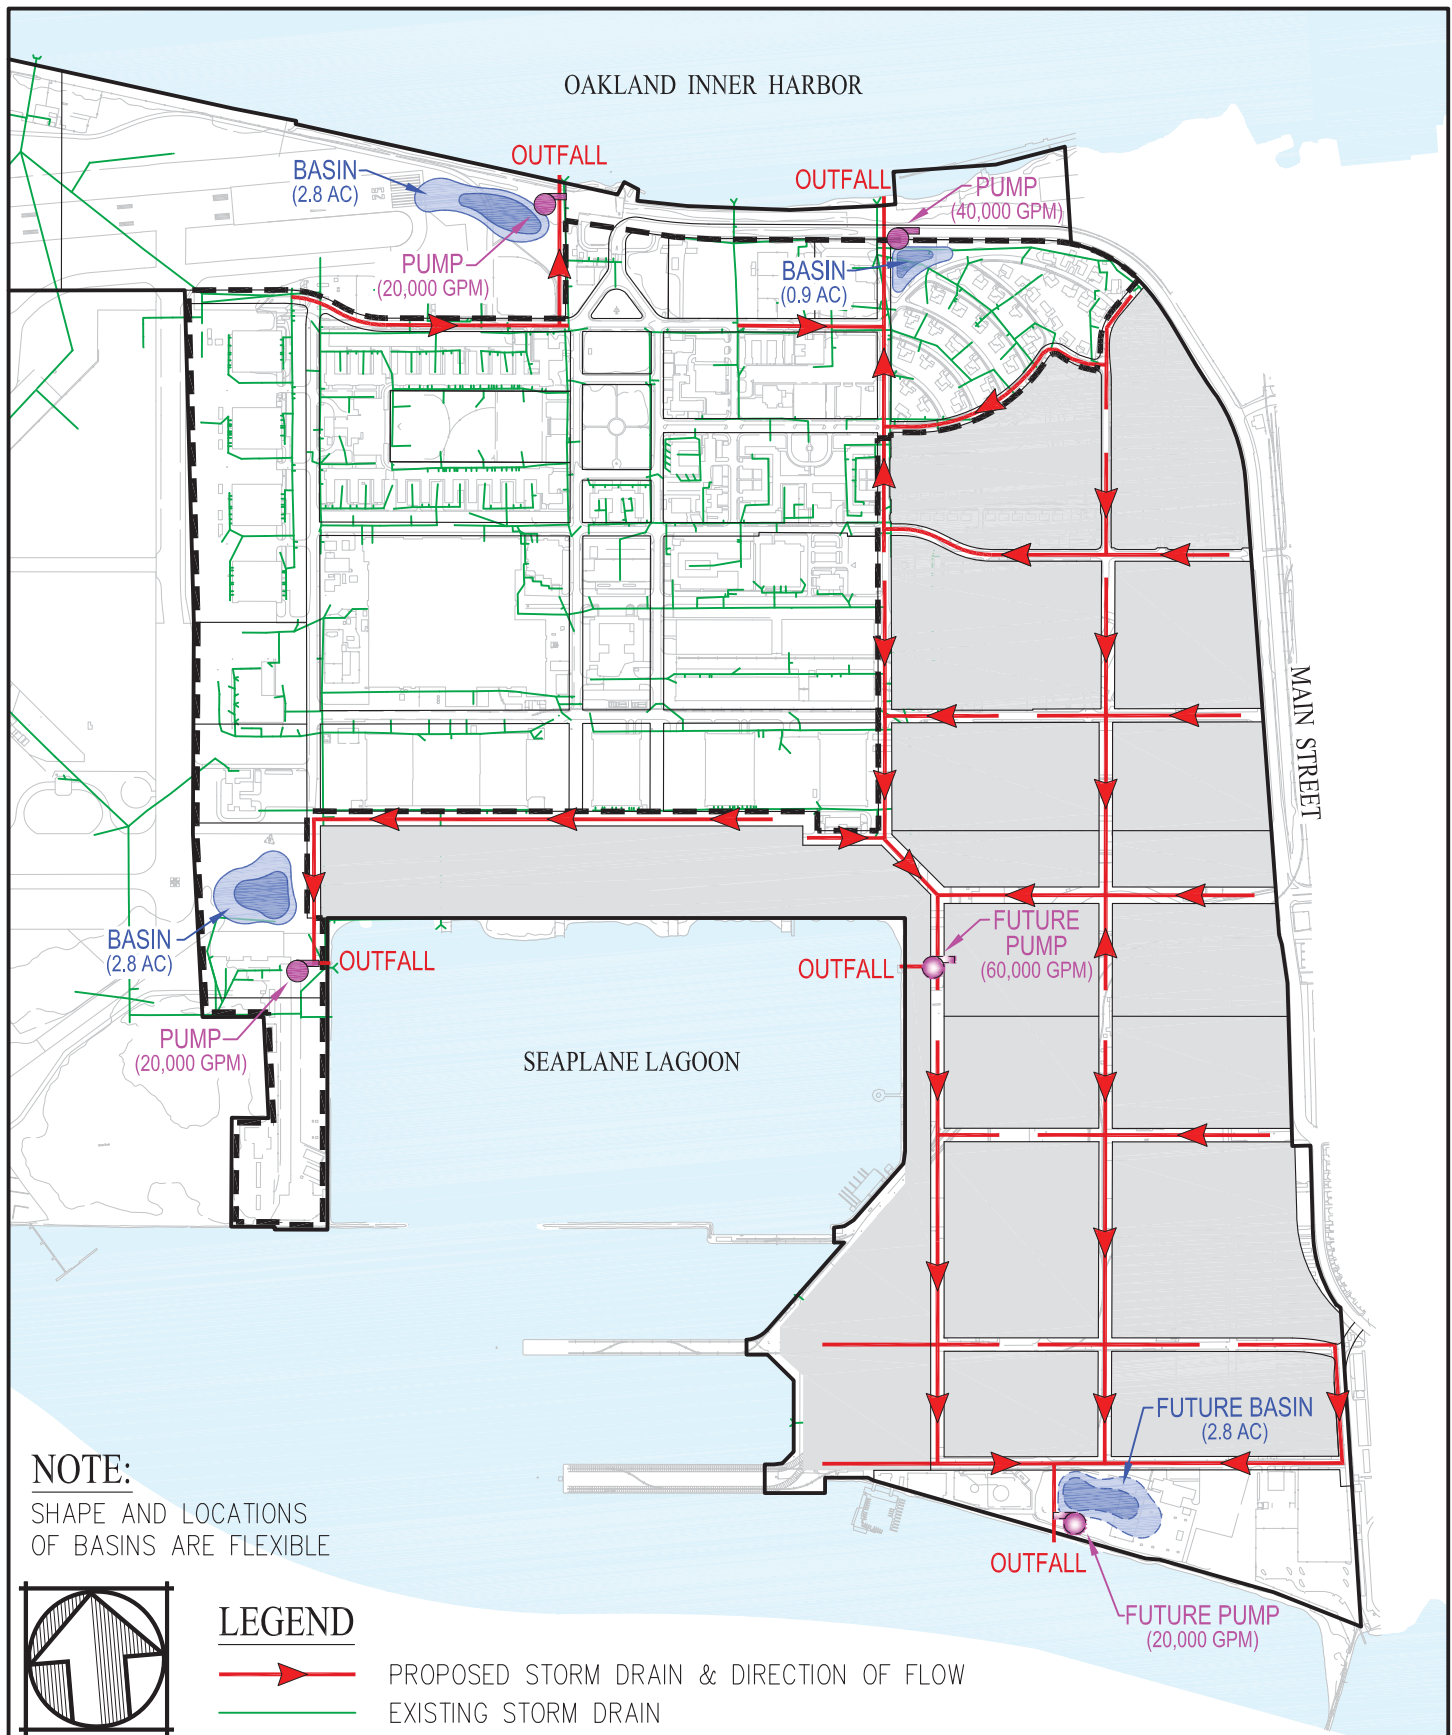 OAKLAND INNER HARBOR
OUTFALL
BASIN
(2.8 AC)
OUTFALL
PUMP
(40,000 GPM)
PUMP
(20,000 GPM)
BASIN
(0.9 AC)
MAIN STREET
BASIN
(2.8 AC)
OUTFALL
FUTURE
PUMP
(60,000 GPM)
OUTFALL
PUMP
(20,000 GPM)
SEAPLANE LAGOON
FUTURE BASIN
(2.8 AC)
OUTFALL
FUTURE PUMP
(20,000 GPM)
NOTE:
SHAPE AND LOCATIONS
OF BASINS ARE FLEXIBLE
LEGEND
PROPOSED STORM DRAIN & DIRECTION OF FLOW
EXISTING STORM DRAIN